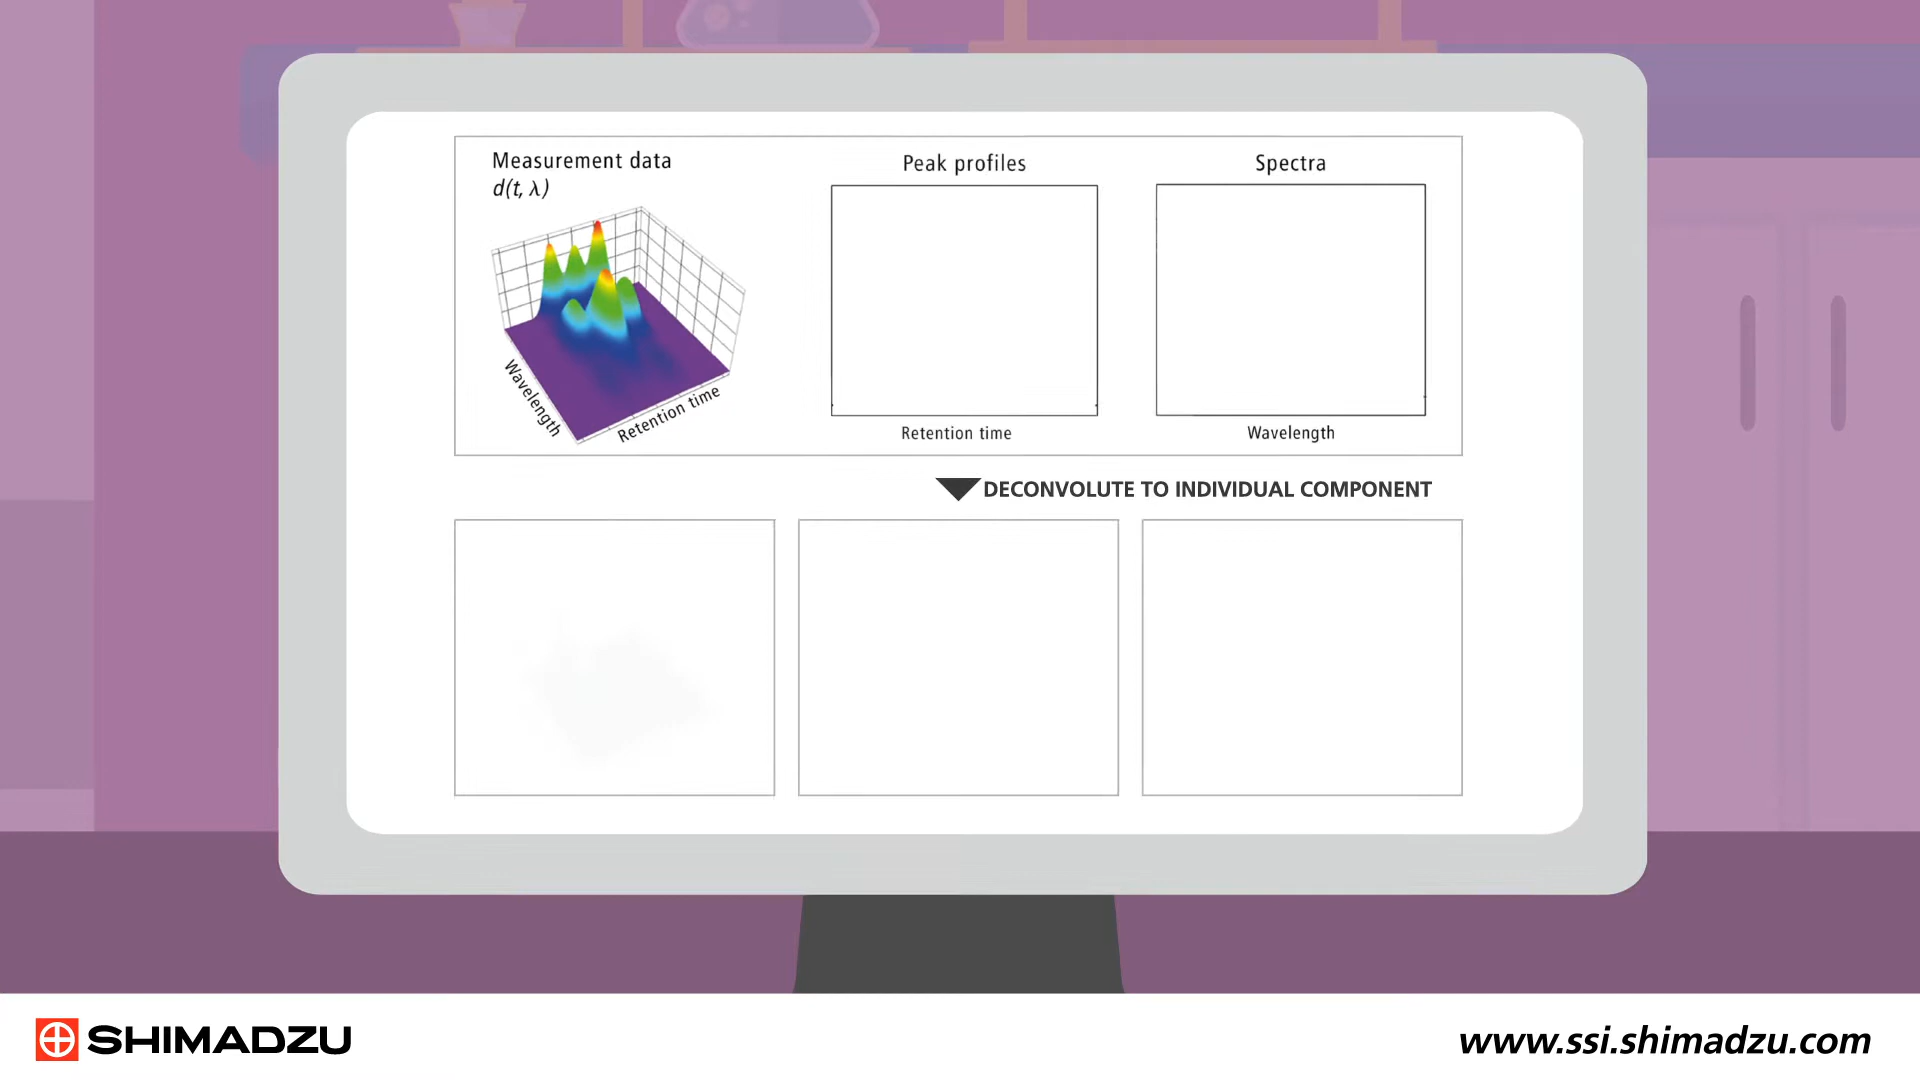 Measurement data
d(t, λ)
Peak profiles
Spectra
Wavelength
Retention time
Retention time
Wavelength
DECONVOLUTE TO INDIVIDUAL COMPONENT
SHIMADZU
www.ssi.shimadzu.com